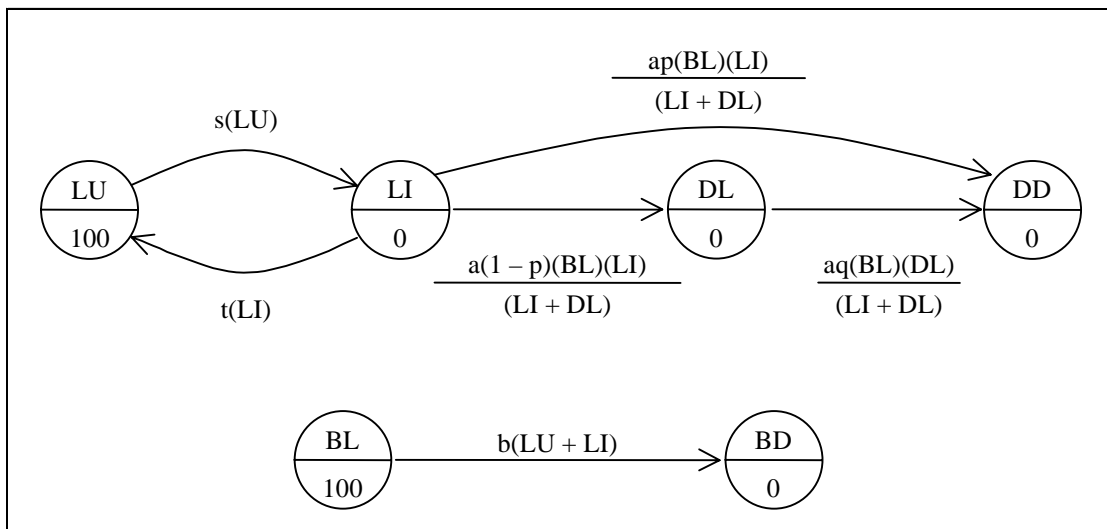 ap(BL)(LI)
(LI + DL)
s(LU)
LU
100
LI
0
DL
0
DD
0
t(LI)
a(1 – p)(BL)(LI)
(LI + DL)
aq(BL)(DL)
(LI + DL)
BL
100
b(LU + LI)
BD
0